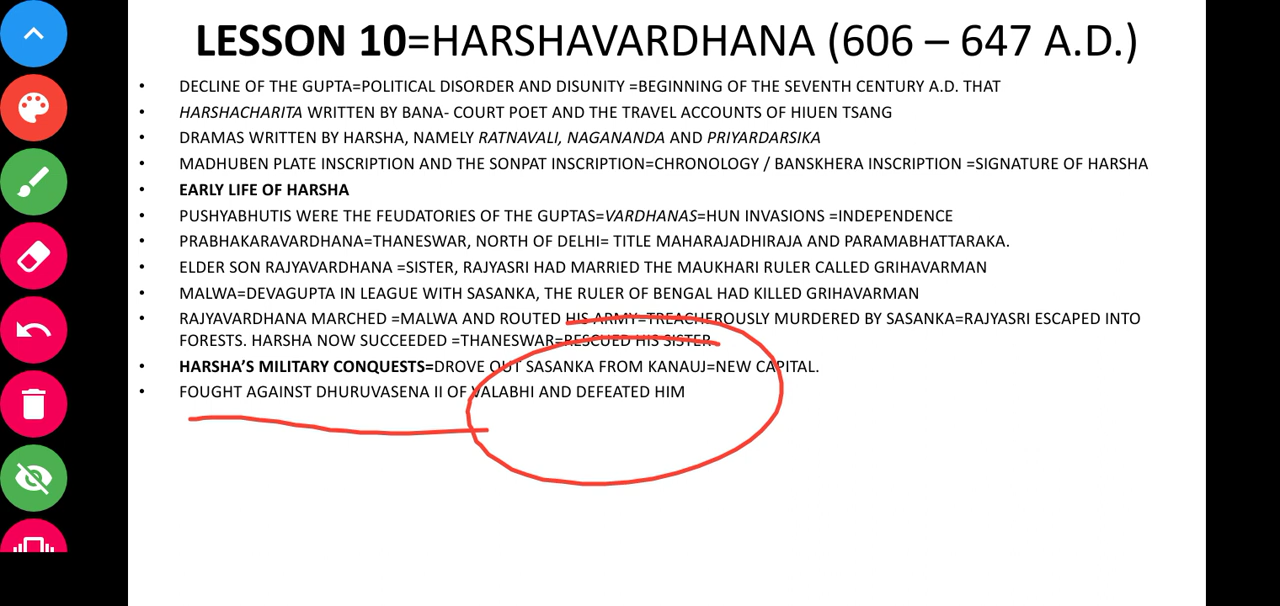 LESSON 10=HARSHAVARDHANA (606 – 647 A.D.)
• DECLINE OF THE GUPTA=POLITICAL DISORDER AND DISUNITY =BEGINNING OF THE SEVENTH CENTURY A.D. THAT
• HARSHACHARITA WRITTEN BY BANA- COURT POET AND THE TRAVEL ACCOUNTS OF HIUEN TSANG
• DRAMAS WRITTEN BY HARSHA, NAMELY RATNAVALI, NAGANANDA AND PRIYARDARSIKA
• MADHUBEN PLATE INSCRIPTION AND THE SONPAT INSCRIPTION=CHRONOLOGY / BANSKHERA INSCRIPTION =SIGNATURE OF HARSHA
• EARLY LIFE OF HARSHA
• PUSHYABHUTIS WERE THE FEUDATORIES OF THE GUPTAS=VARDHANAS=HUN INVASIONS =INDEPENDENCE
• PRABHAKARAVARDHANA=THANESWAR, NORTH OF DELHI= TITLE MAHARAJADHIRAJA AND PARAMABHATTARAKA.
• ELDER SON RAJYAVARDHANA =SISTER, RAJYASRI HAD MARRIED THE MAUKHARI RULER CALLED GRIHAVARMAN
• MALWA=DEVAGUPTA IN LEAGUE WITH SASANKA, THE RULER OF BENGAL HAD KILLED GRIHAVARMAN
• RAJYAVARDHANA MARCHED =MALWA AND ROUTED HIS ARMY=TREACHEROUSLY MURDERED BY SASANKA=RAJYASRI ESCAPED INTO
FORESTS. HARSHA NOW SUCCEEDED =THANESWAR=RESCUED HIS SISTER.
• HARSHA’S MILITARY CONQUESTS=DROVE OUT SASANKA FROM KANAUJ=NEW CAPITAL.
• FOUGHT AGAINST DHURUVASENA II OF VALABHI AND DEFEATED HIM